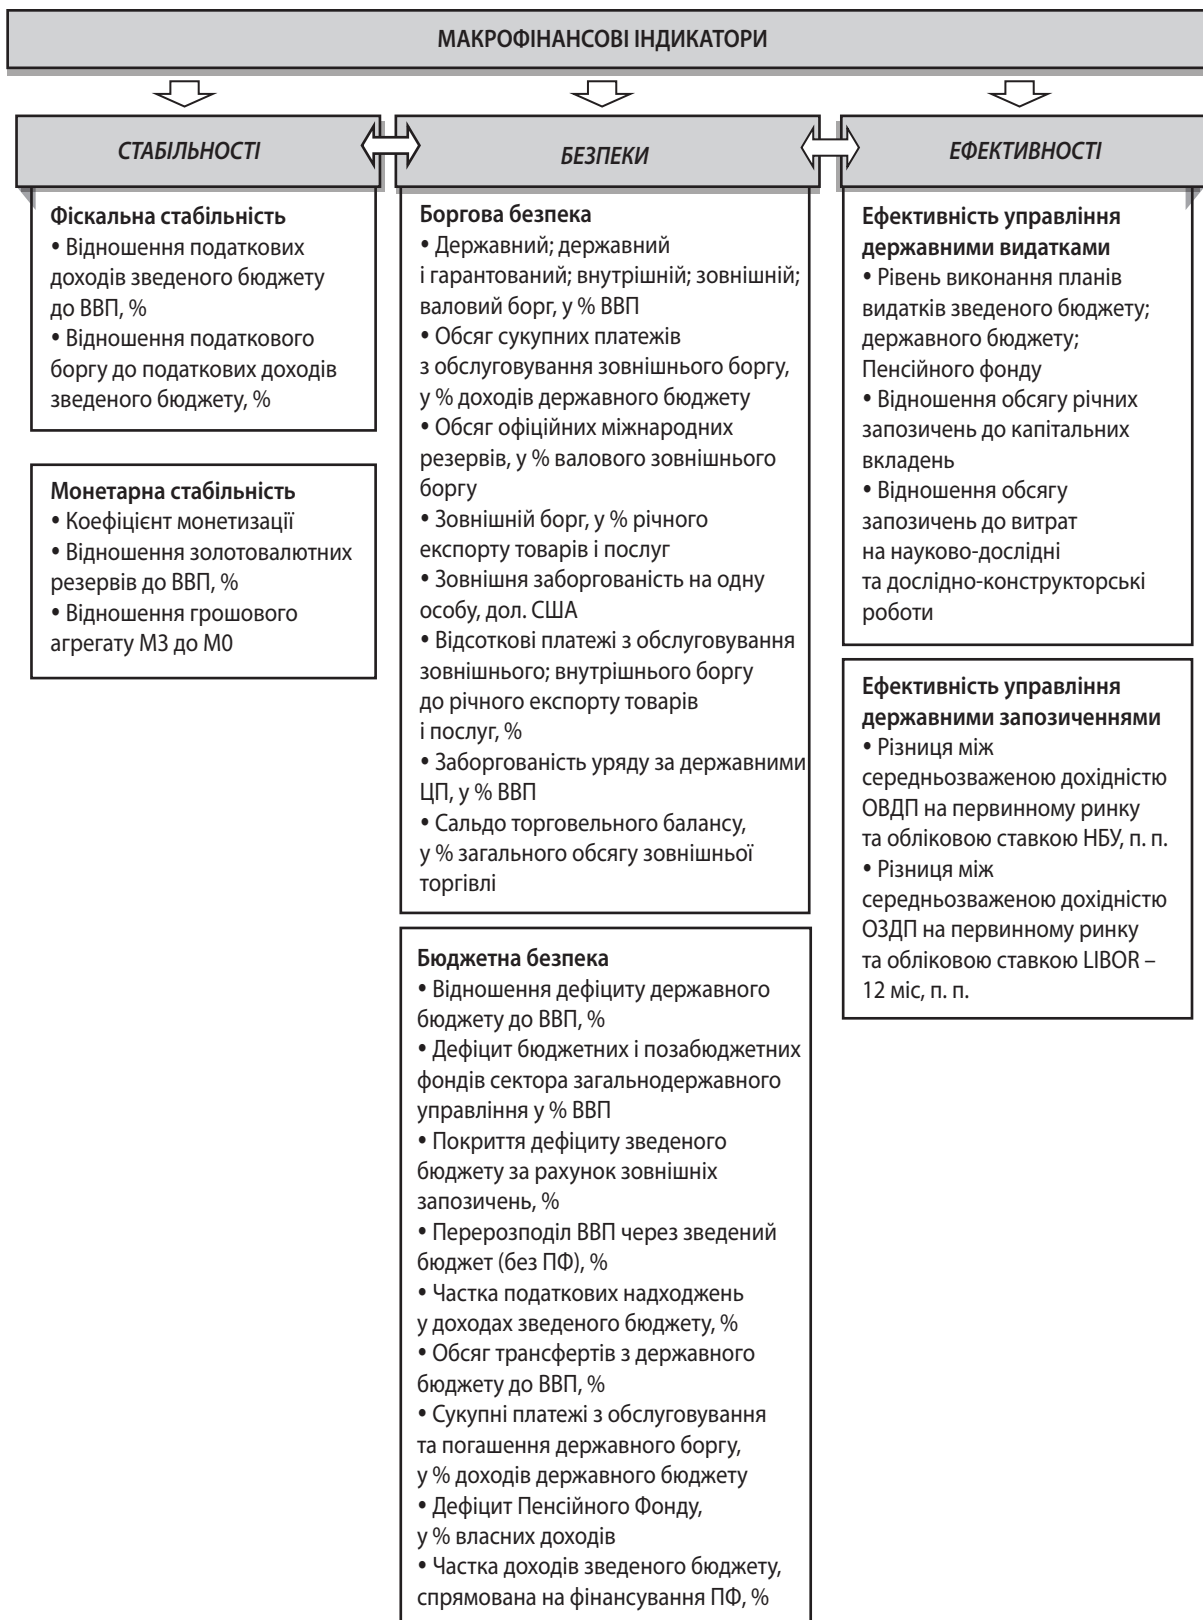 МАКРОФІНАНСОВІ ІНДИКАТОРИ
СТАБІЛЬНОСТІ
БЕЗПЕКИ
ЕФЕКТИВНОСТІ
Фіскальна стабільність
• Відношення податкових
доходів зведеного бюджету
до ВВП, %
• Відношення податкового
боргу до податкових доходів
зведеного бюджету, %
Монетарна стабільність
• Коефіцієнт монетизації
• Відношення золотовалютних
резервів до ВВП, %
• Відношення грошового
агрегату М3 до М0
Боргова безпека
• Державний; державний
і гарантований; внутрішній; зовнішній;
валовий борг, у % ВВП
• Обсяг сукупних платежів
з обслуговування зовнішнього боргу,
у % доходів державного бюджету
• Обсяг офіційних міжнародних
резервів, у % валового зовнішнього
боргу
• Зовнішній борг, у % річного
експорту товарів і послуг
• Зовнішня заборгованість на одну
особу, дол. США
• Відсоткові платежі з обслуговування
зовнішнього; внутрішнього боргу
до річного експорту товарів
і послуг, %
• Заборгованість уряду за державними
ЦП, у % ВВП
• Сальдо торговельного балансу,
у % загального обсягу зовнішньої
торгівлі
Бюджетна безпека
• Відношення дефіциту державного
бюджету до ВВП, %
• Дефіцит бюджетних і позабюджетних
фондів сектора загальнодержавного
управління у % ВВП
• Покриття дефіциту зведеного
бюджету за рахунок зовнішніх
запозичень, %
• Перерозподіл ВВП через зведений
бюджет (без ПФ), %
• Частка податкових надходжень
у доходах зведеного бюджету, %
• Обсяг трансфертів з державного
бюджету до ВВП, %
• Сукупні платежі з обслуговування
та погашення державного боргу,
у % доходів державного бюджету
• Дефіцит Пенсійного Фонду,
у % власних доходів
• Частка доходів зведеного бюджету,
спрямована на фінансування ПФ, %
Ефективність управління
державними видатками
• Рівень виконання планів
видатків зведеного бюджету;
державного бюджету;
Пенсійного фонду
• Відношення обсягу річних
запозичень до капітальних
вкладень
• Відношення обсягу
запозичень до витрат
на науково-дослідні
та дослідно-конструкторські
роботи
Ефективність управління
державними запозиченнями
• Різниця між
середньозваженою дохідністю
ОВДП на первинному ринку
та обліковою ставкою НБУ, п. п.
• Різниця між
середньозваженою дохідністю
ОЗДП на первинному ринку
та обліковою ставкою LIBOR –
12 міс, п. п.